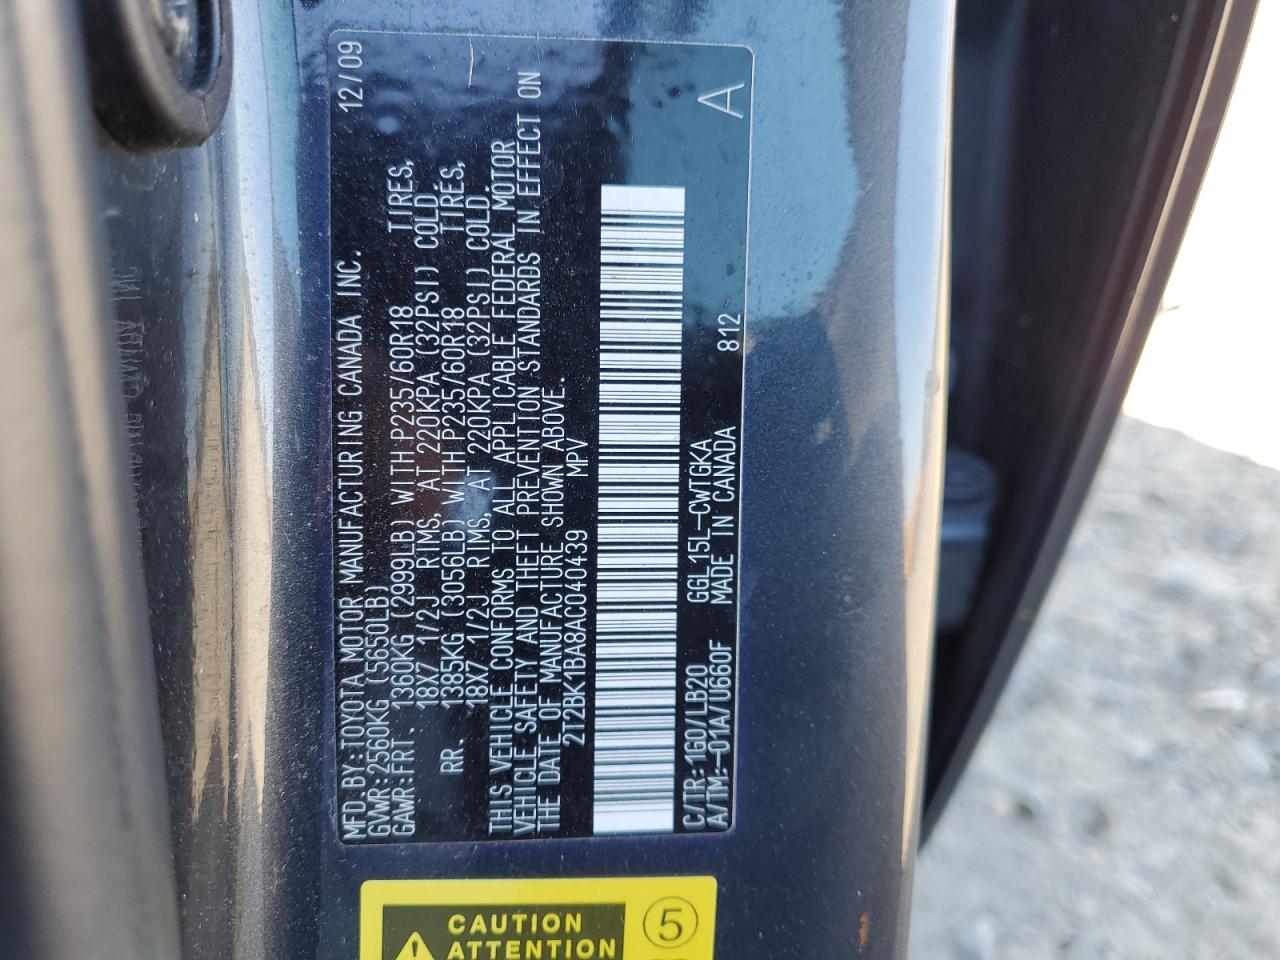 MFD.BY:TOYOTA MOTOR MANUFACTURING CANADA INC. 12/09
GVWR:2560KG (5650LB)
GAWR:FRT. 1360KG (2999LB) WITH P235/60R18 TIRES,
18X7 1/2J RIMS, AT 220KPA (32PSI) COLD
RR. 1385KG (3056LB) WITH P235/60R18 TIRES,
18X7 1/2J RIMS, AT 220KPA (32PSI) COLD.
THIS VEHICLE CONFORMS TO ALL APPLICABLE FEDERAL MOTOR
VEHICLE SAFETY AND THEFT PREVENTION STANDARDS IN EFFECT ON
THE DATE OF MANUFACTURE SHOWN ABOVE.
2T2BK1BA8AC040439 MPV
C/TR:1G0/LB20 GGL15L-CWTGKA 812 A
A/TM:-01A/U660F MADE IN CANADA
CAUTION
ATTENTION
5